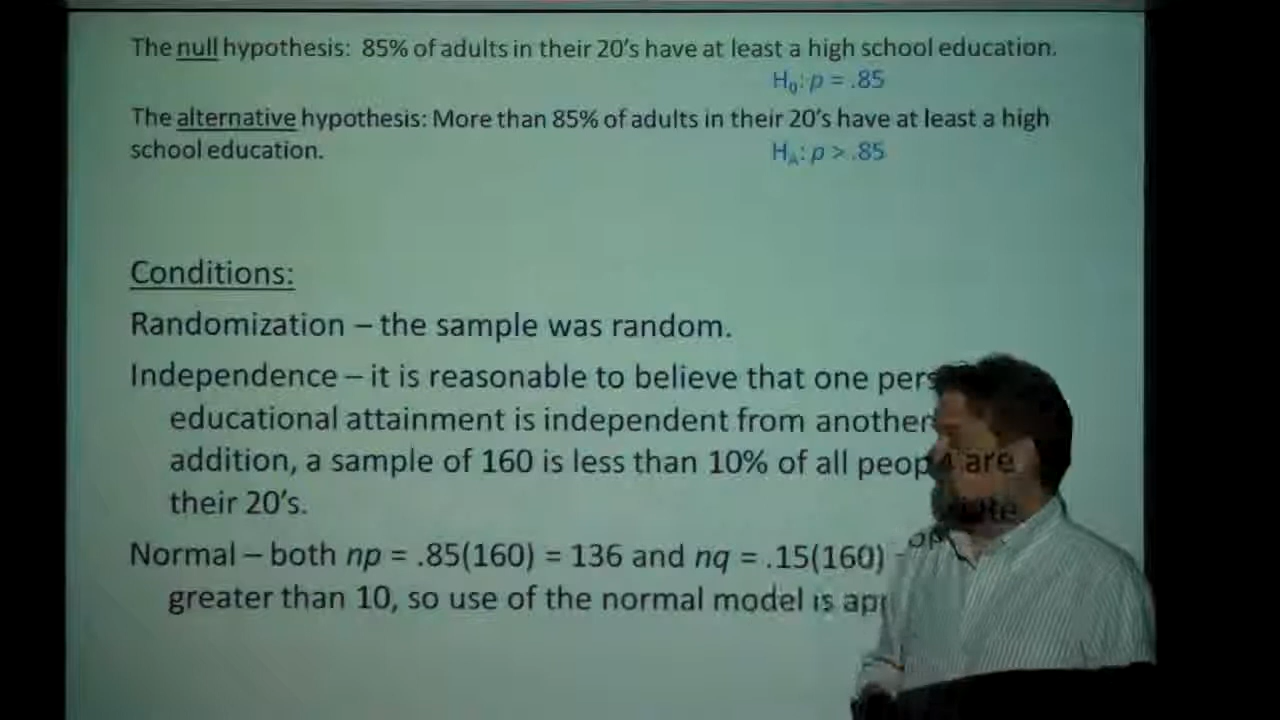 The null hypothesis: 85% of adults in their 20's have at least a high school education.
H₀: p = .85
The alternative hypothesis: More than 85% of adults in their 20's have at least a high
school education.
Hₐ: p > .85
Conditions:
Randomization – the sample was random.
Independence – it is reasonable to believe that one
educational attainment is independent from another
addition, a sample of 160 is less than 10% of all
their 20's.
Normal – both np = .85(160) = 136 and nq = .15(160)
are
greater than 10, so use of the normal model is